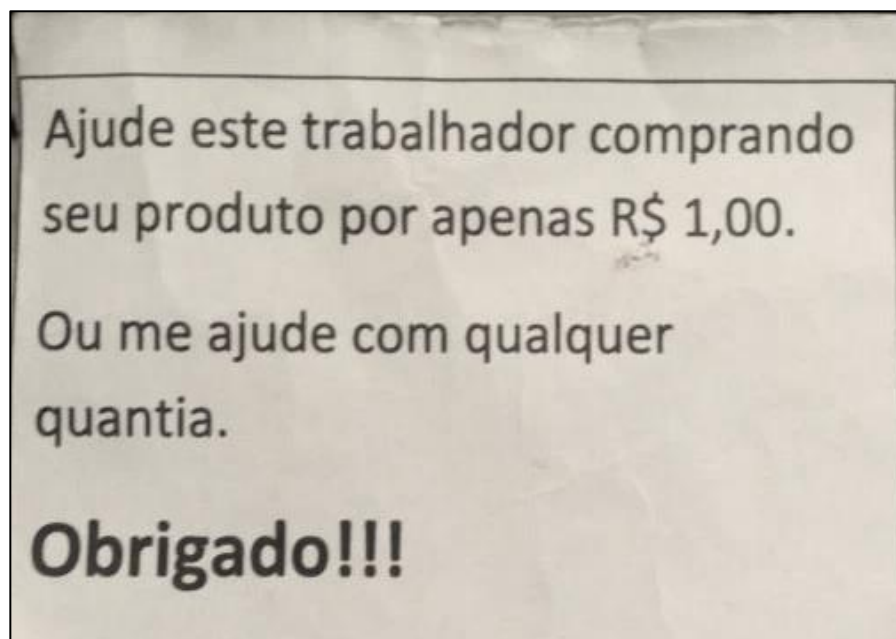 Ajude este trabalhador comprando
seu produto por apenas R$ 1,00.
Ou me ajude com qualquer
quantia.
Obrigado!!!